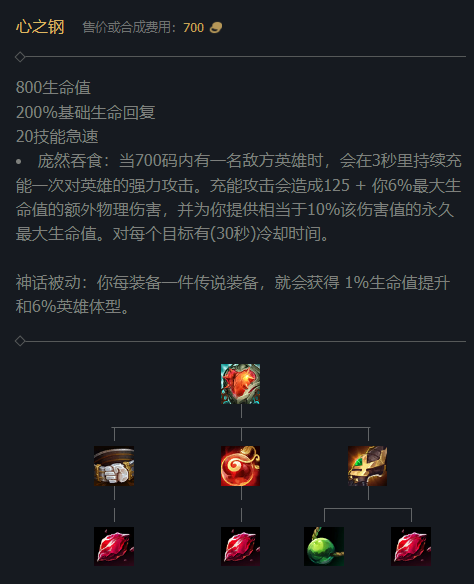 心之钢 售价或合成费用：700
800生命值
200%基础生命回复
20技能急速
• 庞然吞食：当700码内有一名敌方英雄时，会在3秒里持续充
能一次对英雄的强力攻击。充能攻击会造成125 + 你6%最大生
命值的额外物理伤害，并为你提供相当于10%该伤害值的永久
最大生命值。对每个目标有(30秒)冷却时间。
神话被动：你每装备一件传说装备，就会获得 1%生命值提升
和6%英雄体型。